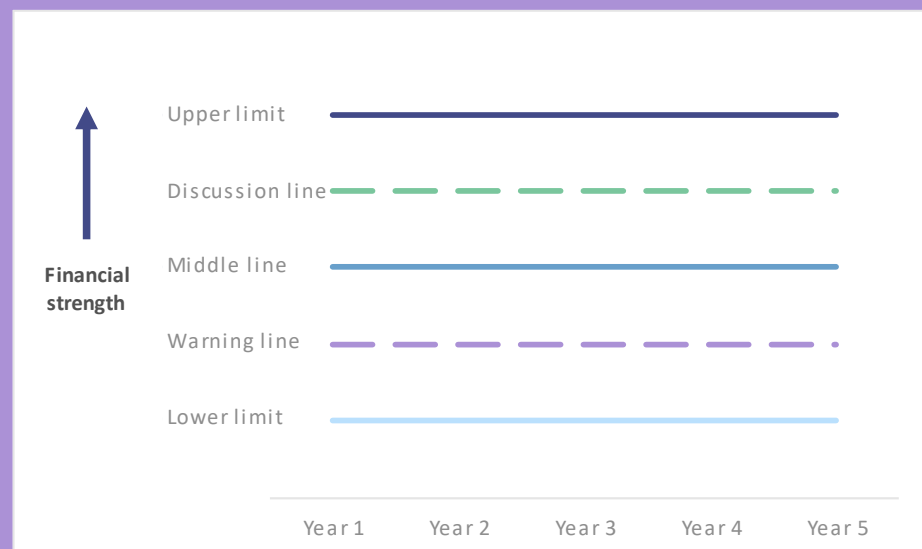 Upper limit
Discussion line
Middle line
Financial
strength
Warning line
Lower limit
Year 1 Year 2 Year 3 Year 4 Year 5